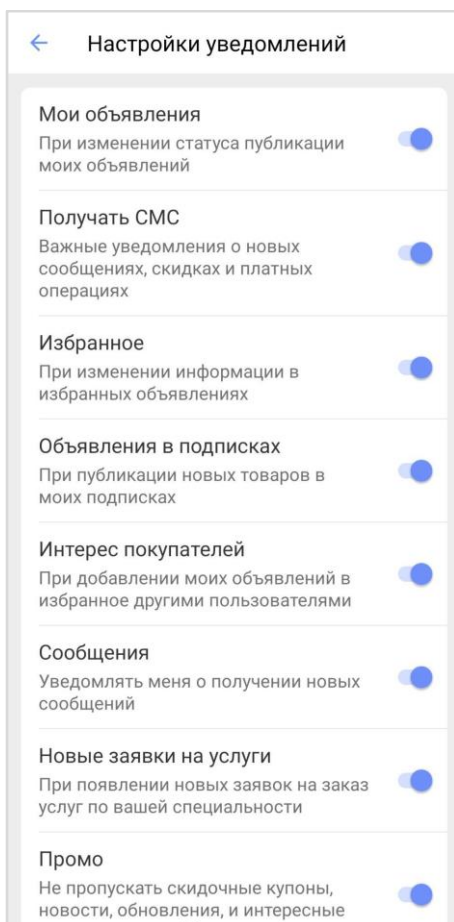 Настройки уведомлений
Мои объявления
При изменении статуса публикации
моих объявлений
Получать СМС
Важные уведомления о новых
сообщениях, скидках и платных
операциях
Избранное
При изменении информации в
избранных объявлениях
Объявления в подписках
При публикации новых товаров в
моих подписках
Интерес покупателей
При добавлении моих объявлений в
избранное другими пользователями
Сообщения
Уведомлять меня о получении новых
сообщений
Новые заявки на услуги
При появлении новых заявок на заказ
услуг по вашей специальности
Промо
Не пропускать скидочные купоны,
новости, обновления, и интересные